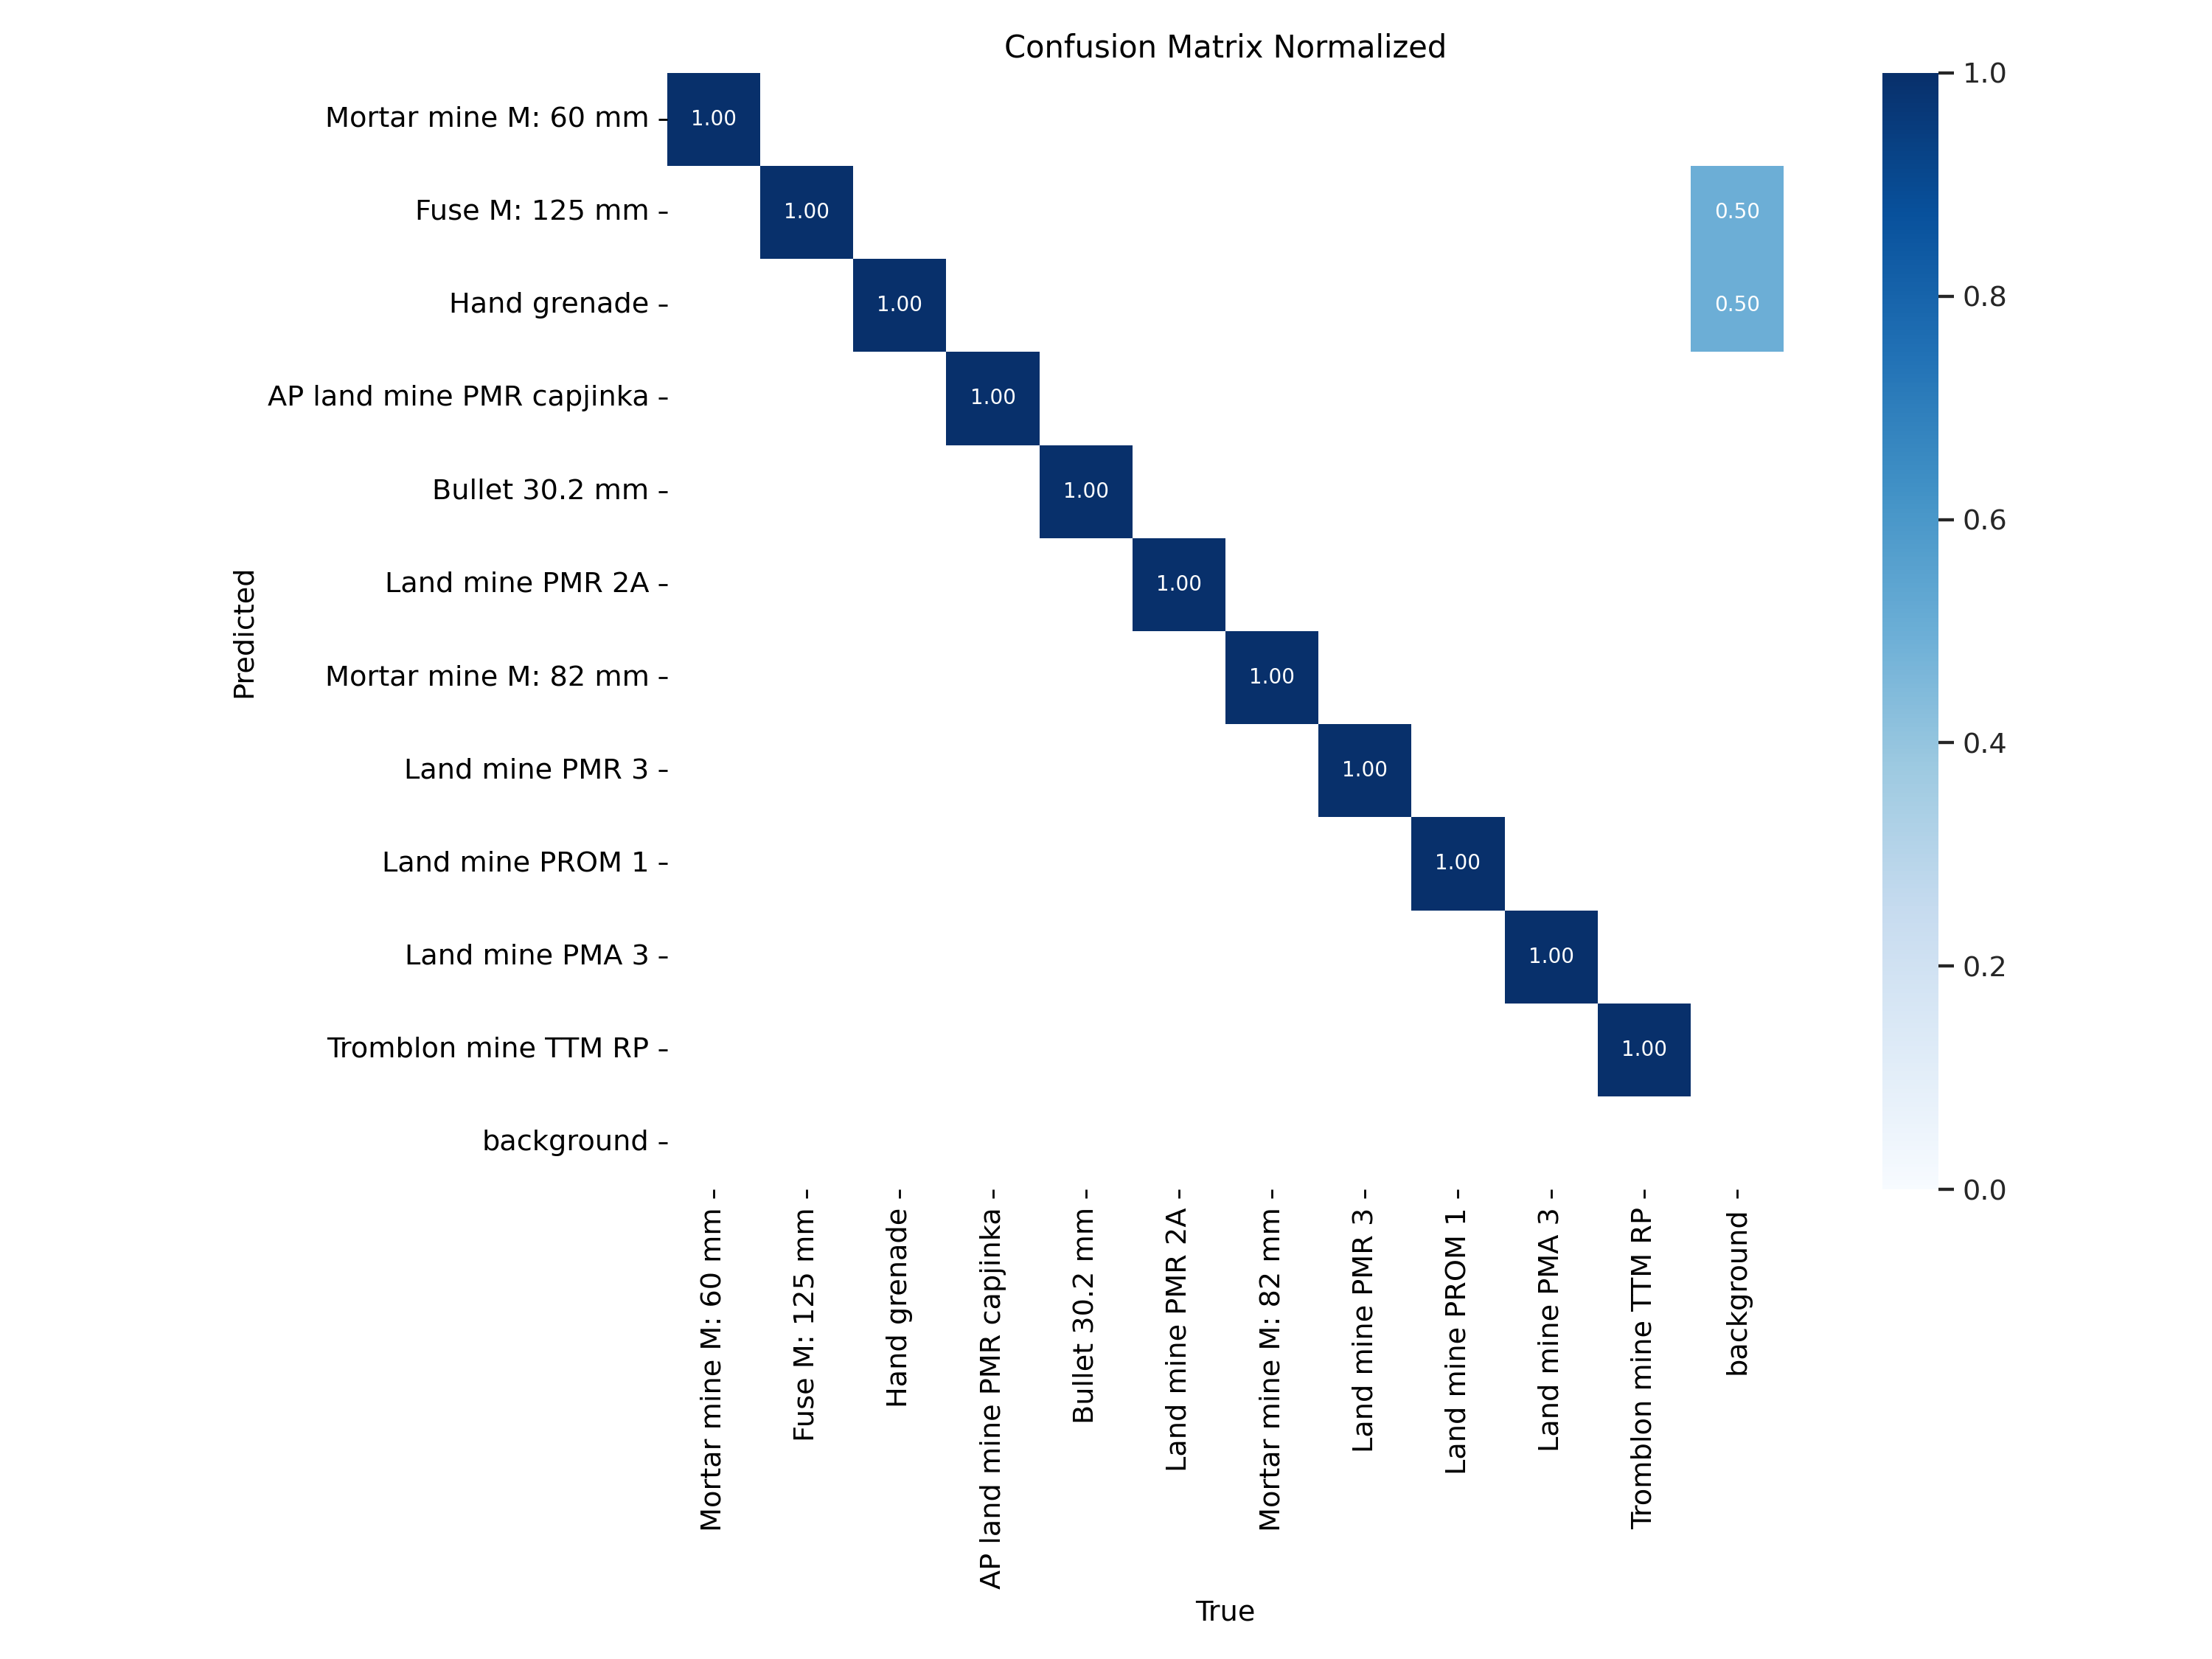 Confusion Matrix Normalized
Predicted
Mortar mine M: 60 mm
Fuse M: 125 mm
Hand grenade
AP land mine PMR capjinka
Bullet 30.2 mm
Land mine PMR 2A
Mortar mine M: 82 mm
Land mine PMR 3
Land mine PROM 1
Land mine PMA 3
Tromblon mine TTM RP
background
1.00
1.00
0.50
1.00
0.50
1.00
1.00
1.00
1.00
1.00
1.00
1.00
1.00
1.0
0.8
0.6
0.4
0.2
0.0
Mortar mine M: 60 mm
Fuse M: 125 mm
Hand grenade
AP land mine PMR capjinka
Bullet 30.2 mm
Land mine PMR 2A
Mortar mine M: 82 mm
Land mine PMR 3
Land mine PROM 1
Land mine PMA 3
Tromblon mine TTM RP
background
True